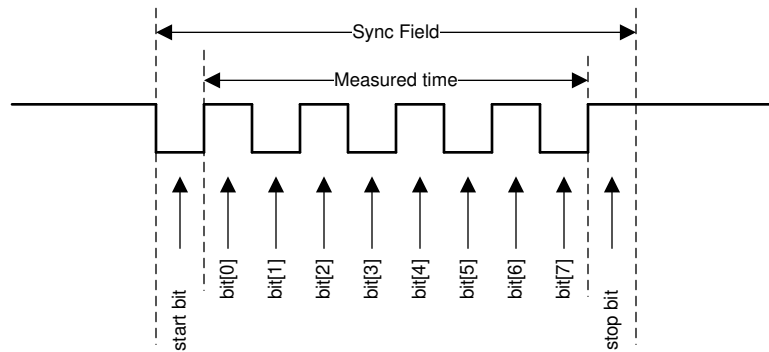 Sync Field
Measured time
start bit
bit[0]
bit[1]
bit[2]
bit[3]
bit[4]
bit[5]
bit[6]
bit[7]
stop bit